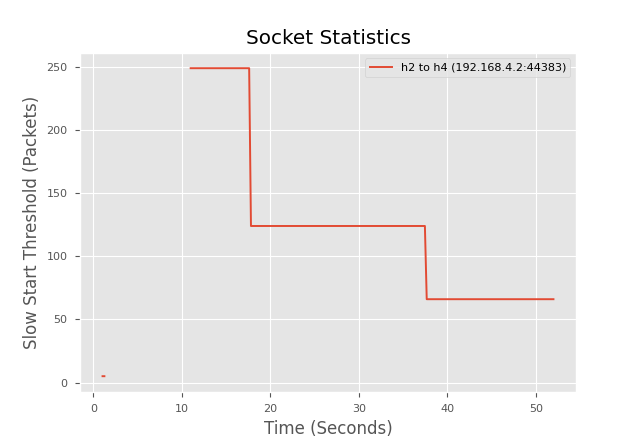 Socket Statistics
h2 to h4 (192.168.4.2:44383)
Slow Start Threshold (Packets)
250
200
150
100
50
0
0 10 20 30 40 50
Time (Seconds)